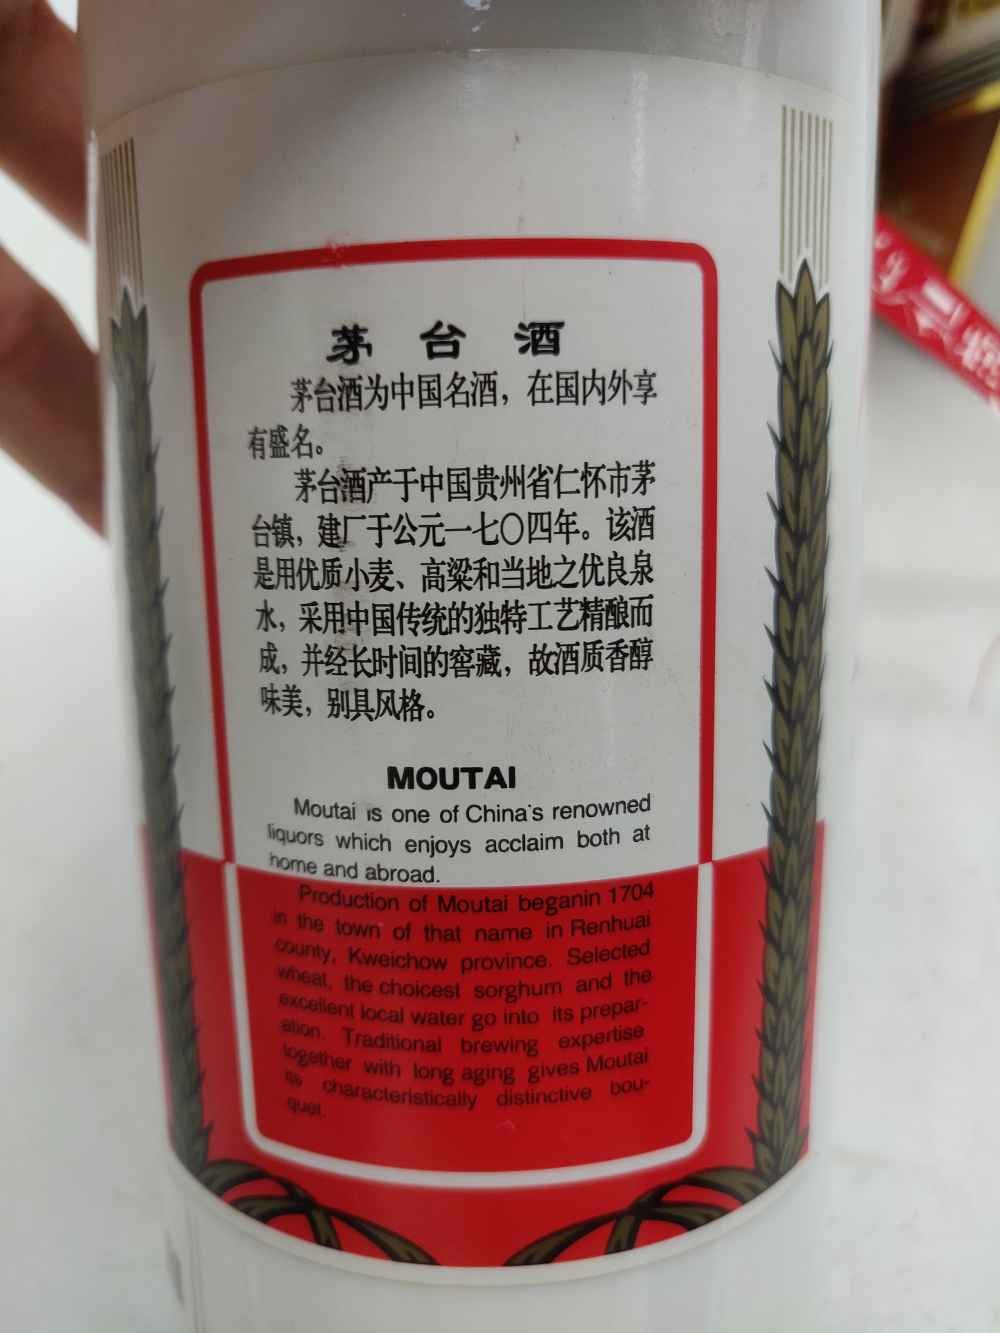 茅台酒
茅台酒为中国名酒，在国内外享
有盛名。
茅台酒产于中国贵州省仁怀市茅
台镇，建厂于公元一七〇四年。该酒
是用优质小麦、高粱和当地之优良泉
水，采用中国传统的独特工艺精酿而
成，并经长时间的窖藏，故酒质香醇
味美，别具风格。
MOUTAI
Moutai is one of China's renowned
liquors which enjoys acclaim both at
home and abroad.
Production of Moutai beganin 1704
in the town of that name in Renhuai
county, Kweichow province. Selected
wheat, the choicest sorghum and the
excellent local water go into its prepar-
ation. Traditional brewing expertise
together with long aging gives Moutai
its characteristically distinctive bou-
quet.